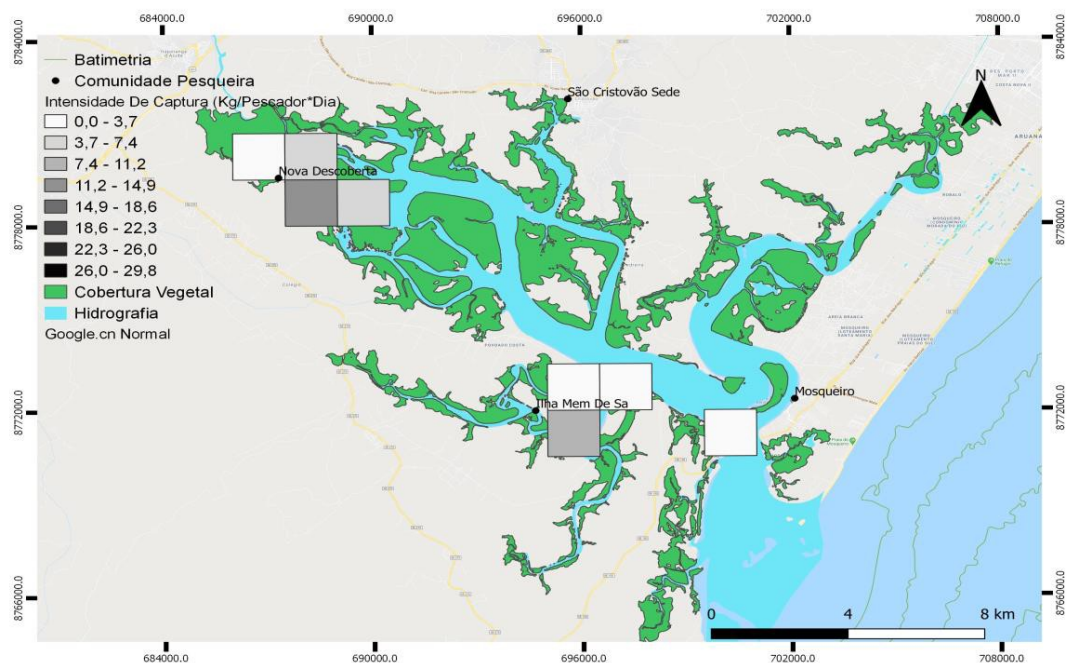 684000.0 690000.0 696000.0 702000.0 708000.0
8784000.0
8784000.0
Batimetria
Comunidade Pesqueira
Intensidade De Captura (Kg/Pescador*Dia)
0,0 - 3,7
3,7 - 7,4
7,4 - 11,2
11,2 - 14,9
14,9 - 18,6
18,6 - 22,3
22,3 - 26,0
26,0 - 29,8
Cobertura Vegetal
Hidrografia
Google.cn Normal
N
São Cristovão Sede
ARUANA
Nova Descoberta
8778000.0
8778000.0
AREIA BRANCA
MOSQUEIRO
Ilha Mem De Sa
Mosqueiro
8772000.0
8772000.0
8766000.0
8766000.0
0 4 8 km
684000.0 690000.0 696000.0 702000.0 708000.0